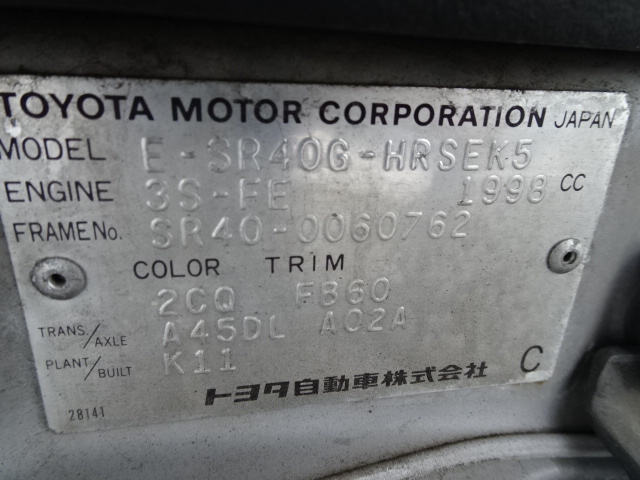 TOYOTA MOTOR CORPORATION JAPAN
MODEL E-SR40G-HRSEK5
ENGINE 3S-FE 1998 CC
FRAME No. SR40-0060762
COLOR TRIM
2CQ FB60
TRANS./AXLE A45DL A02A
PLANT/BUILT K11
C
トヨタ自動車株式会社
28141